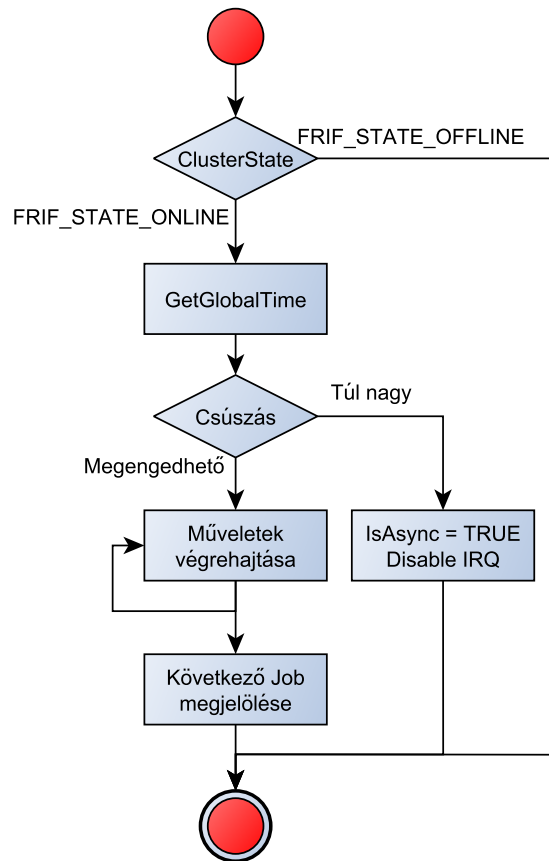 FRIF_STATE_OFFLINE
ClusterState
FRIF_STATE_ONLINE
GetGlobalTime
Túl nagy
Csúszás
Megengedhető
Műveletek
végrehajtása
IsAsync = TRUE
Disable IRQ
Következő Job
megjelölése